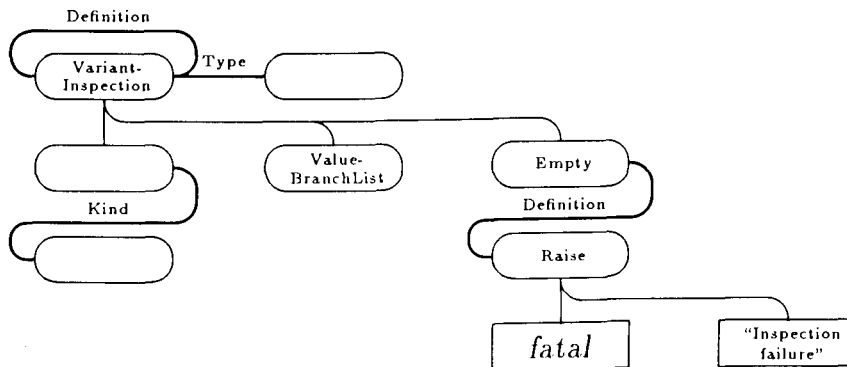 Definition
Type
Variant-
Inspection
Value-
BranchList
Empty
Kind
Definition
Raise
fatal
"Inspection
failure"